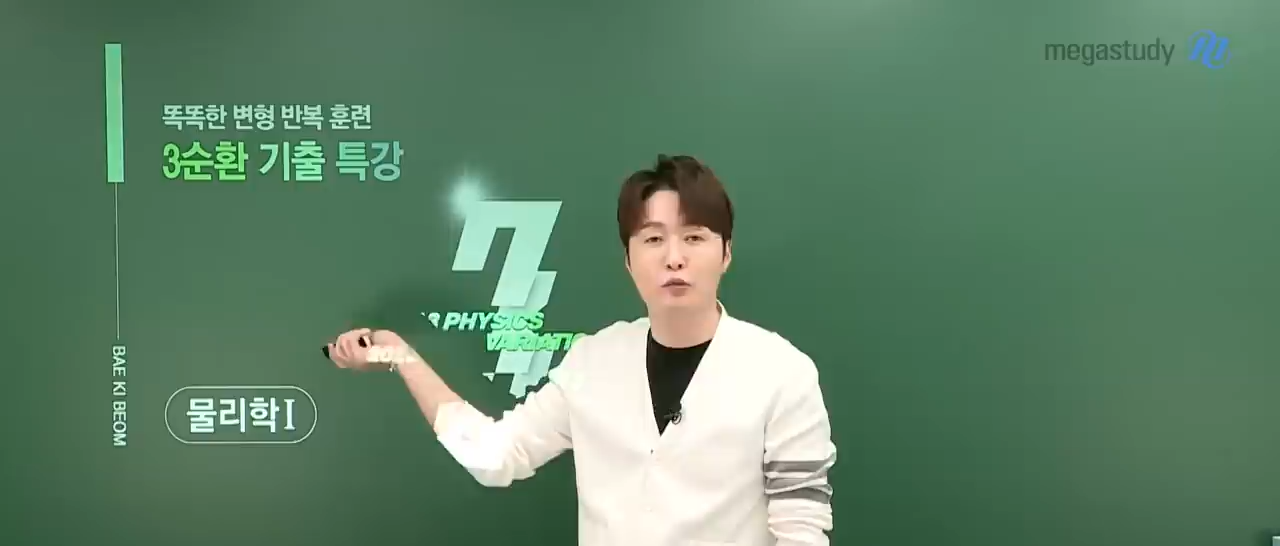 megastudy
똑똑한 변형 반복 훈련
3순환 기출 특강
PHYSICS
BAE KI BEOM
물리학I